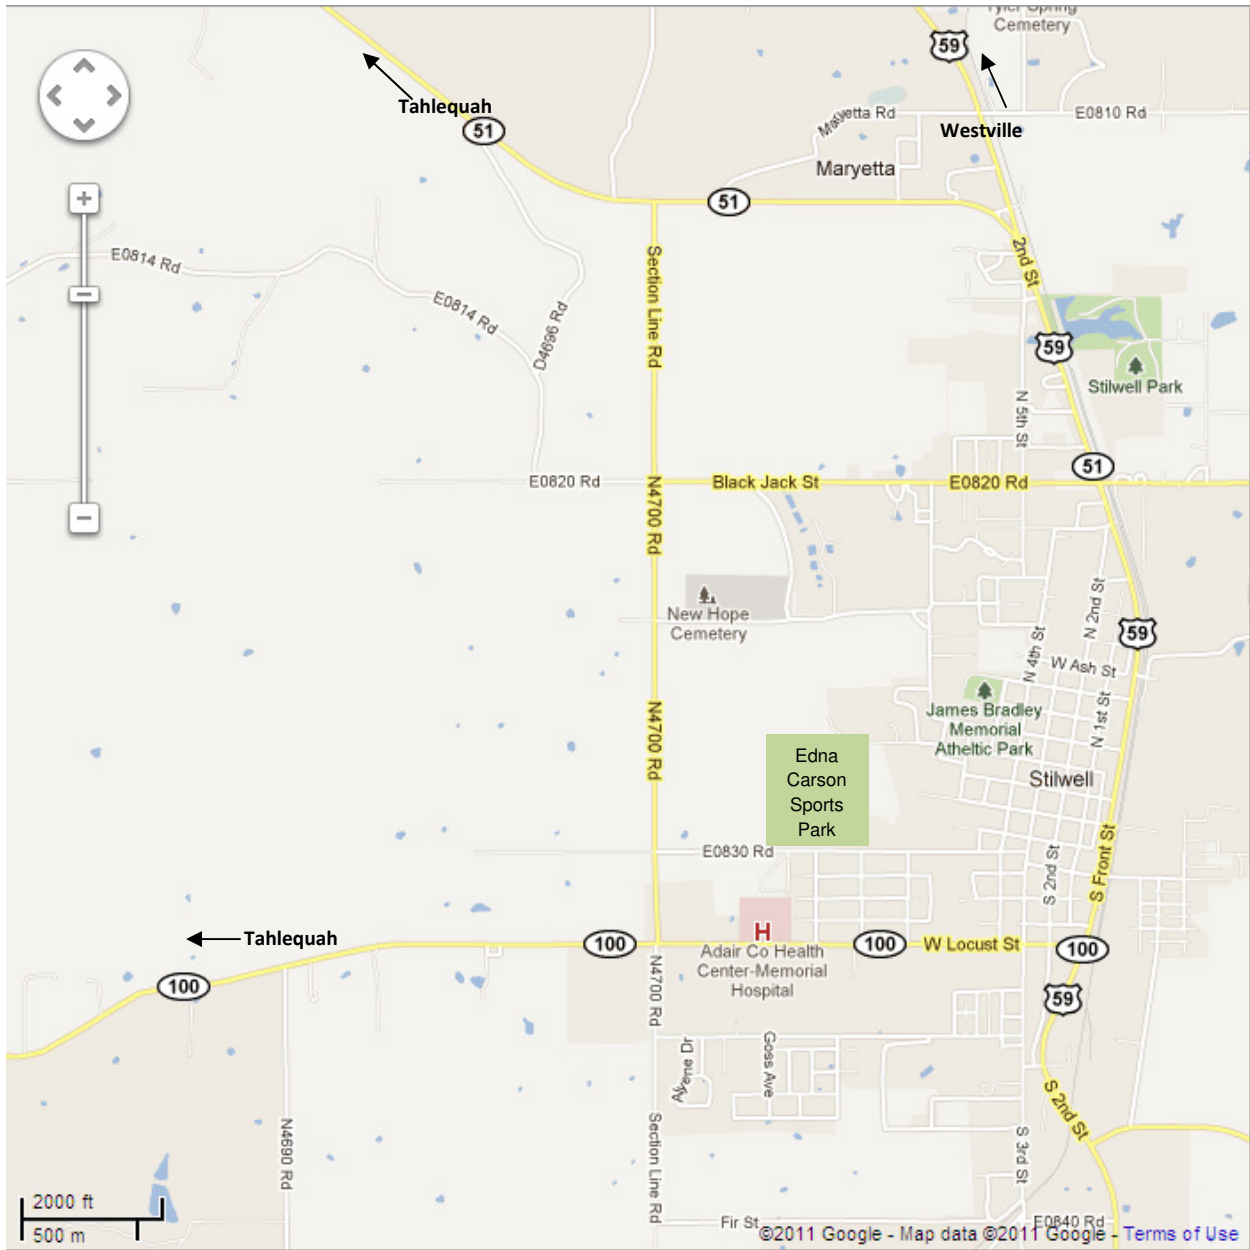 Tyler Spring
Cemetery
59
Tahlequah
51
Westville
Maryetta Rd
E0810 Rd
Maryetta
51
2nd St
E0814 Rd
E0814 Rd
D4696 Rd
Section Line Rd
59
Stilwell Park
N 5th St
51
E0820 Rd
Black Jack St
E0820 Rd
N4700 Rd
New Hope
Cemetery
N 2nd St
59
N 4th St
W Ash St
N 1st St
James Bradley
Memorial
Atheltic Park
N4700 Rd
Edna
Carson
Sports
Park
Stilwell
E0830 Rd
S 2nd St
S Front St
Tahlequah
100
H
100
W Locust St
100
Adair Co Health
Center-Memorial
Hospital
100
N4700 Rd
59
Goss Ave
S 2nd St
N4690 Rd
Section Line Rd
S 3rd St
2000 ft
500 m
Fir St
E0840 Rd
©2011 Google - Map data ©2011 Google - Terms of Use